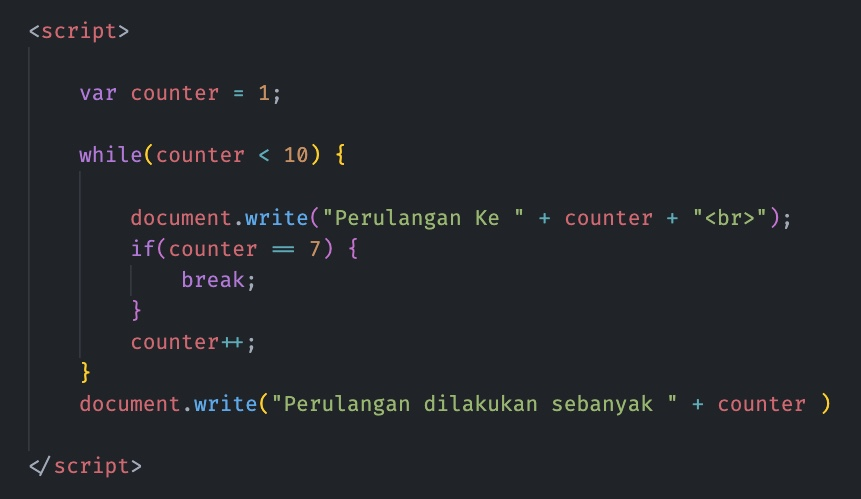 <script>
var counter = 1;
while(counter < 10) {
document.write("Perulangan Ke " + counter + "<br>");
if(counter == 7) {
break;
}
counter++;
}
document.write("Perulangan dilakukan sebanyak " + counter )
</script>